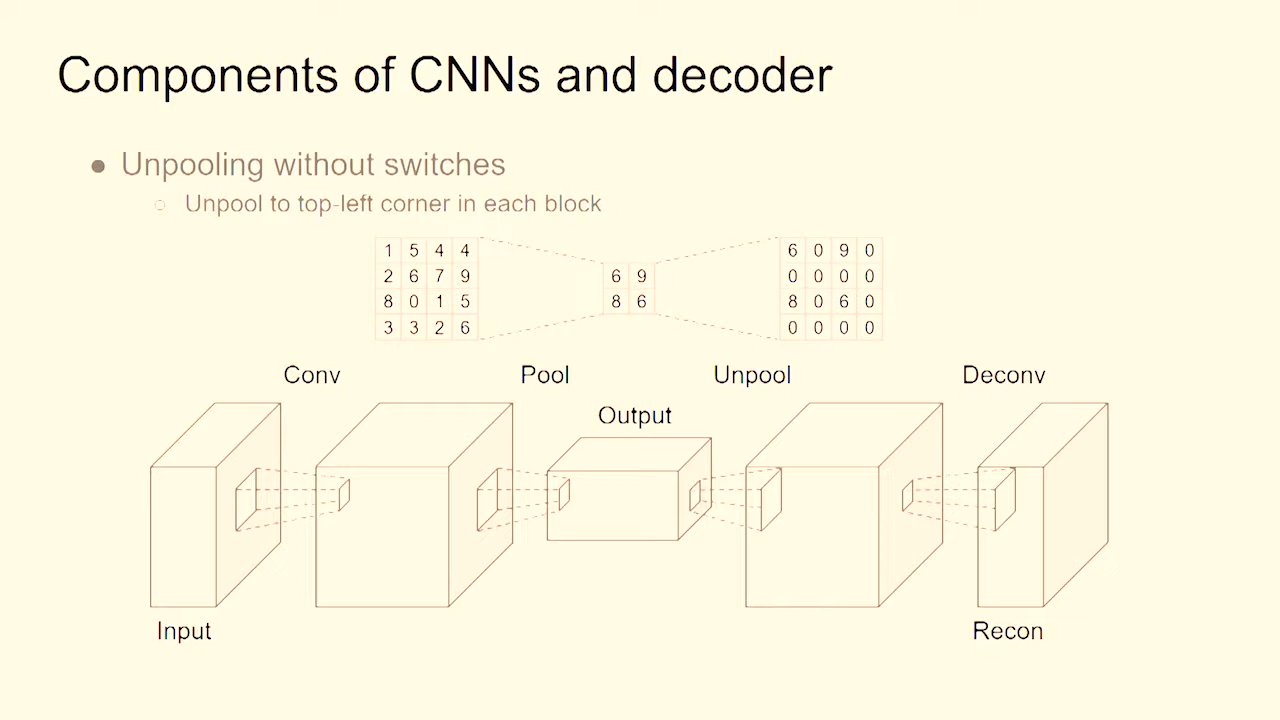 Components of CNNs and decoder
● Unpooling without switches
○ Unpool to top-left corner in each block
1 5 4 4
2 6 7 9
8 0 1 5
3 3 2 6
6 9
8 6
6 0 9 0
0 0 0 0
8 0 6 0
0 0 0 0
Conv Pool Unpool Deconv
Output
Input Recon